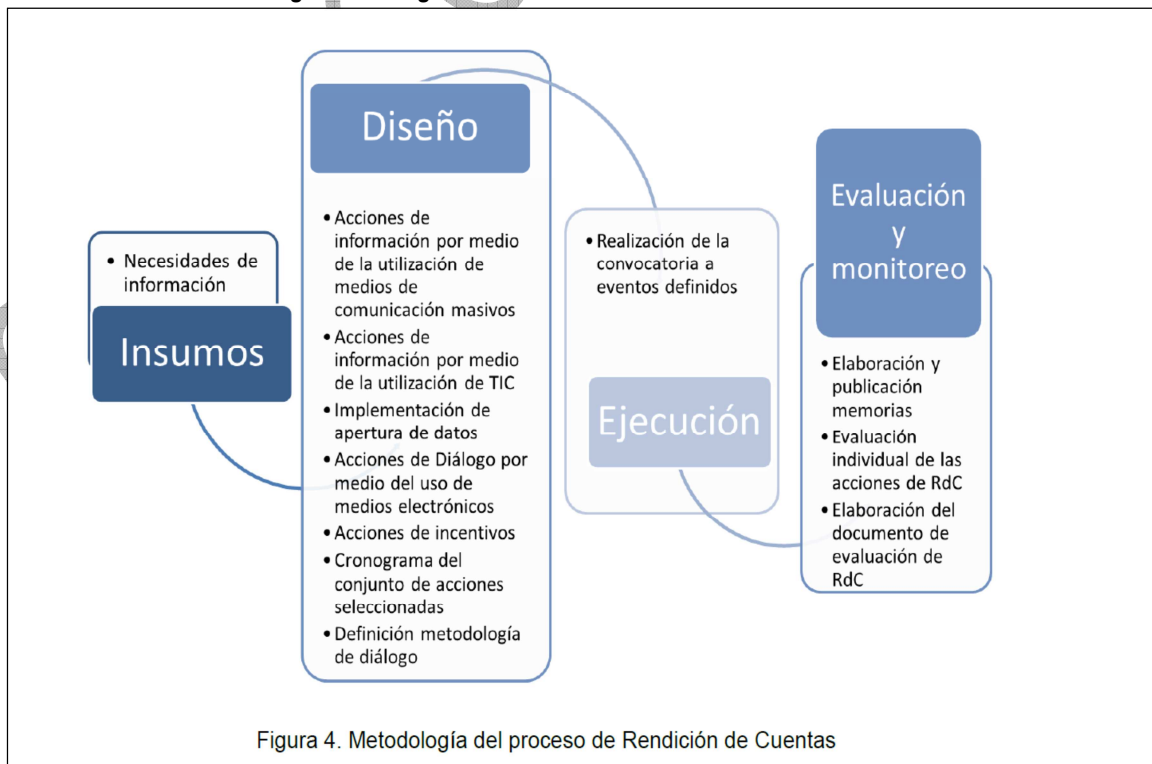 • Necesidades de
información
Insumos
Diseño
• Acciones de
información por medio
de la utilización de
medios de
comunicación masivos
• Acciones de
información por medio
de la utilización de TIC
• Implementación de
apertura de datos
• Acciones de Diálogo por
medio del uso de
medios electrónicos
• Acciones de incentivos
• Cronograma del
conjunto de acciones
seleccionadas
• Definición metodología
de diálogo
• Realización de la
convocatoria a
eventos definidos
Ejecución
Evaluación
y
monitoreo
• Elaboración y
publicación
memorias
• Evaluación
individual de las
acciones de RdC
• Elaboración del
documento de
evaluación de
RdC
Figura 4. Metodología del proceso de Rendición de Cuentas